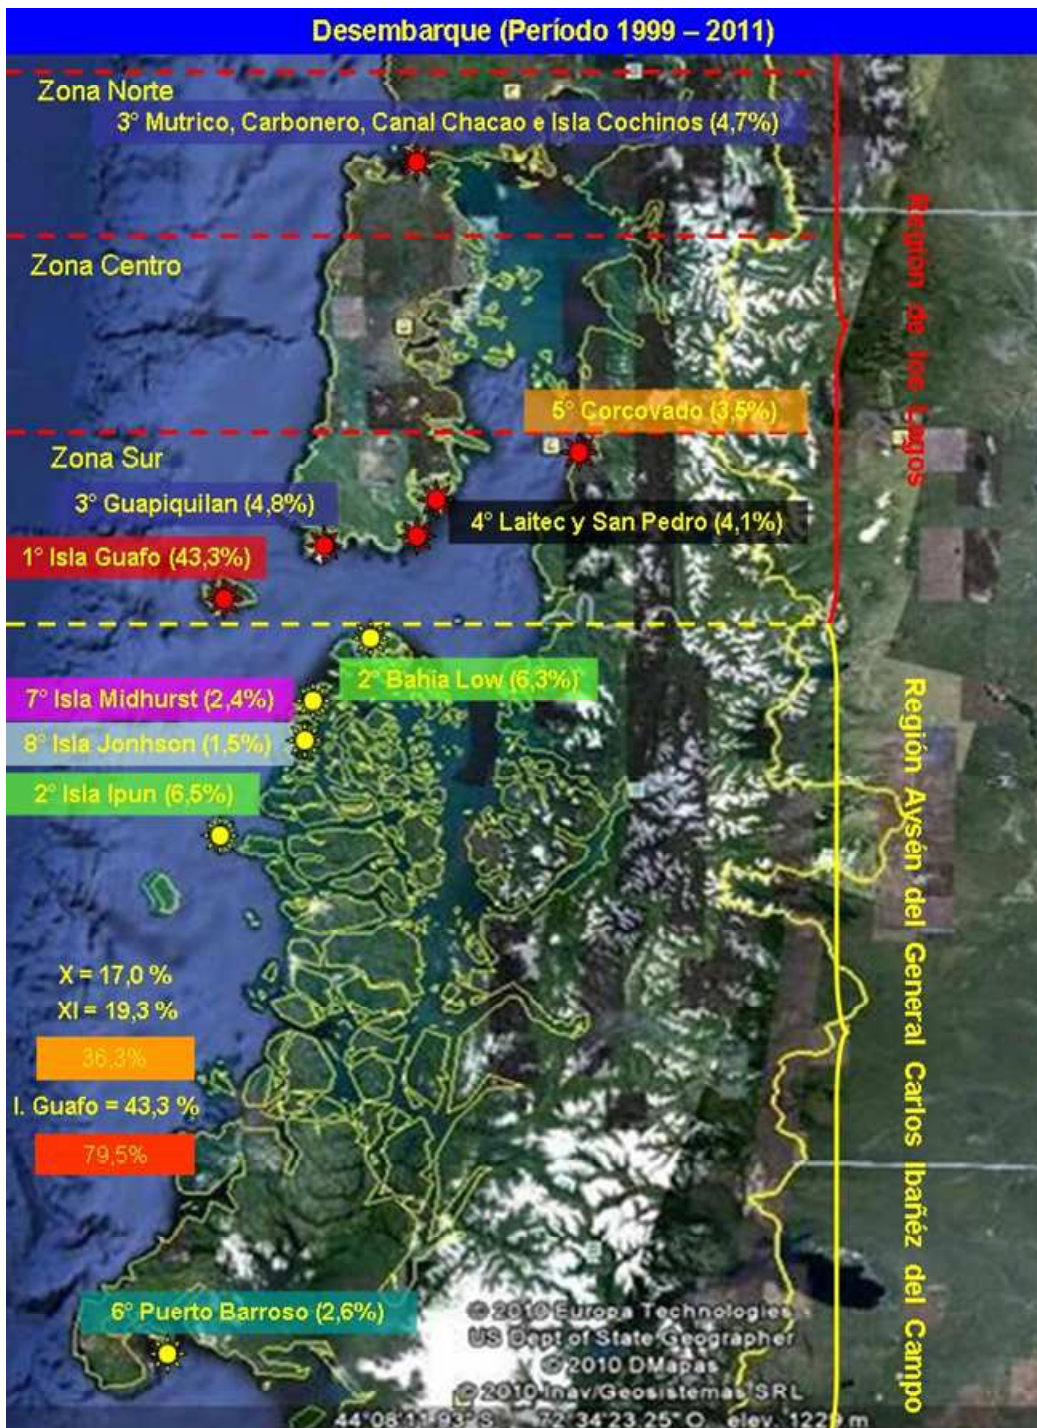 Desembarque (Período 1999 – 2011)
Zona Norte
3° Mutrico, Carbonero, Canal Chacao e Isla Cochinos (4,7%)
Zona Centro
5° Corcovado (3,5%)
Zona Sur
3° Guapiquilan (4,8%)
4° Laitec y San Pedro (4,1%)
1° Isla Guafo (43,3%)
2° Bahia Low (6,3%)
7° Isla Midhurst (2,4%)
8° Isla Jonhson (1,5%)
2° Isla Ipun (6,5%)
X = 17,0 %
XI = 19,3 %
36,3%
I. Guafo = 43,3 %
79,5%
6° Puerto Barroso (2,6%)
Región de los Lagos
Región Aysén del General Carlos Ibañéz del Campo
© 2010 Europa Technologies
US Dept of State Geographer
© 2010 DMapas
© 2010 Inav/Geosistemas SRL
44°08'11.93" S 72°34'23.25" O elev. 1229 m